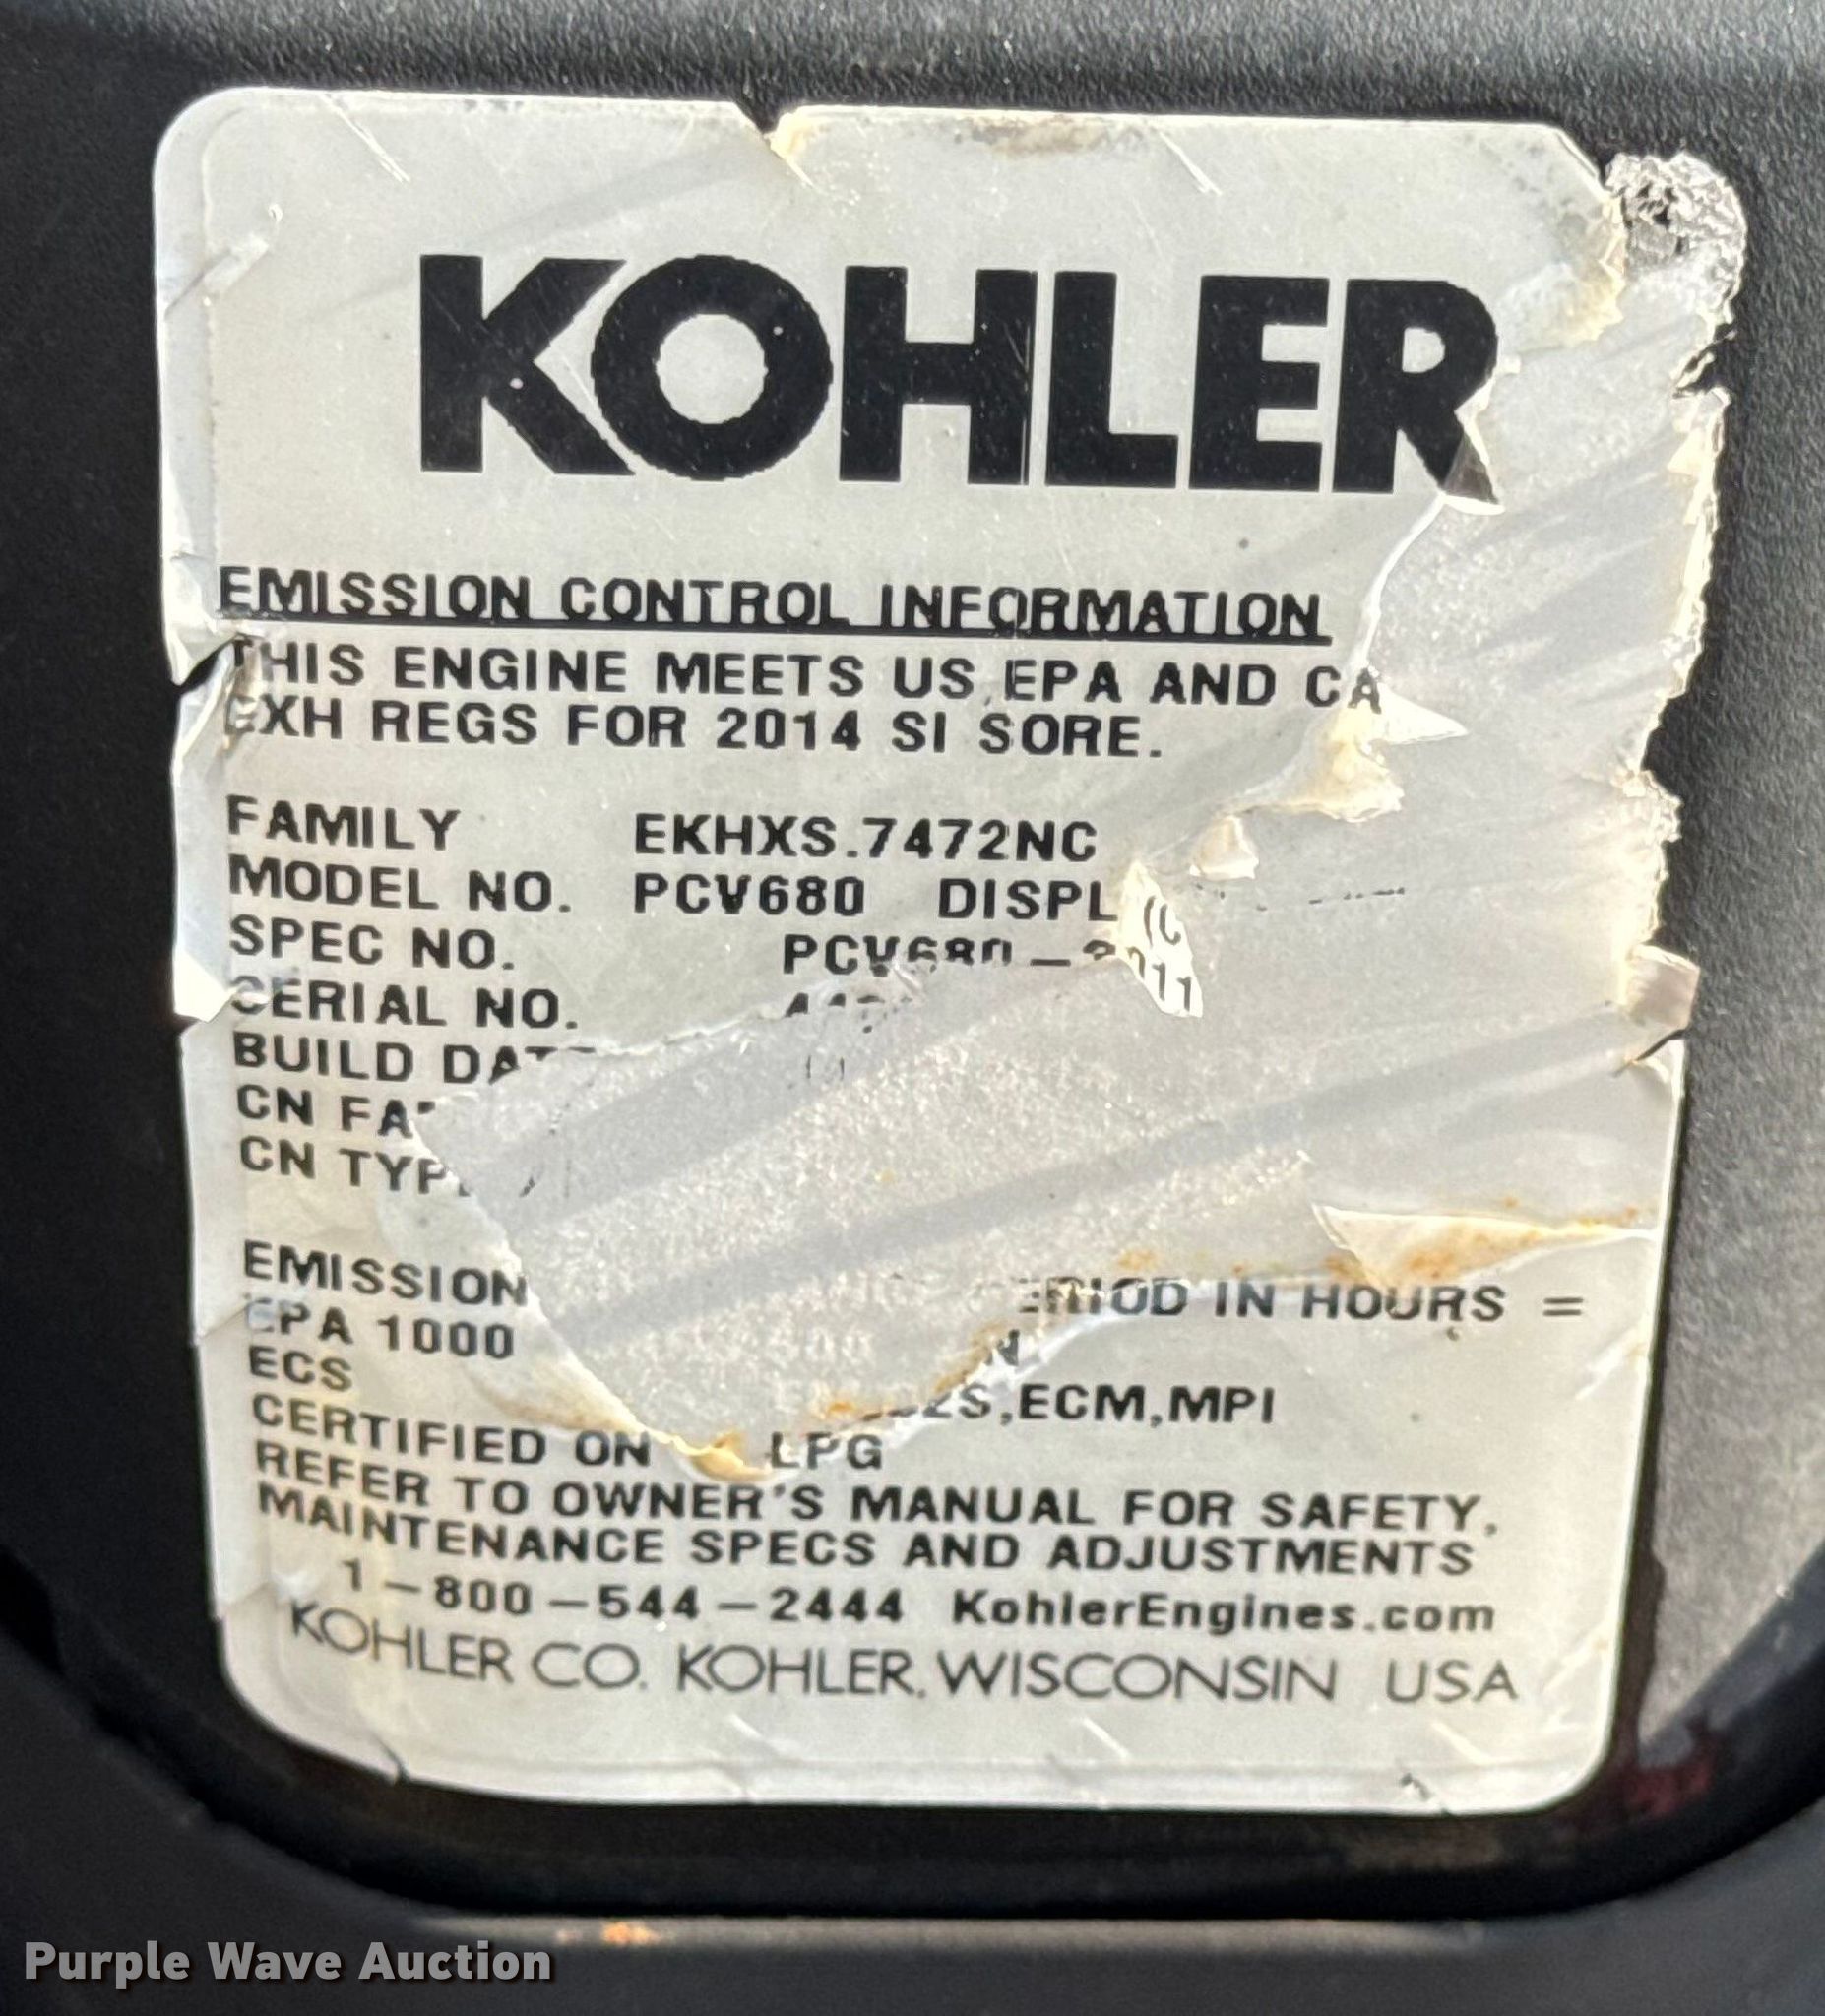 KOHLER
EMISSION CONTROL INFORMATION
THIS ENGINE MEETS US EPA AND CA
EXH REGS FOR 2014 SI SORE.
FAMILY EKHXS.7472NC
MODEL NO. PCV680 DISPL
SPEC NO. PCV680
SERIAL NO.
BUILD
CN
CN
EMISSION IN HOURS =
EPA 1000
ECS ,ECM,MPI
CERTIFIED ON LPG
REFER TO OWNER'S MANUAL FOR SAFETY,
MAINTENANCE SPECS AND ADJUSTMENTS
1-800-544-2444 KohlerEngines.com
KOHLER CO. KOHLER, WISCONSIN USA
Purple Wave Auction